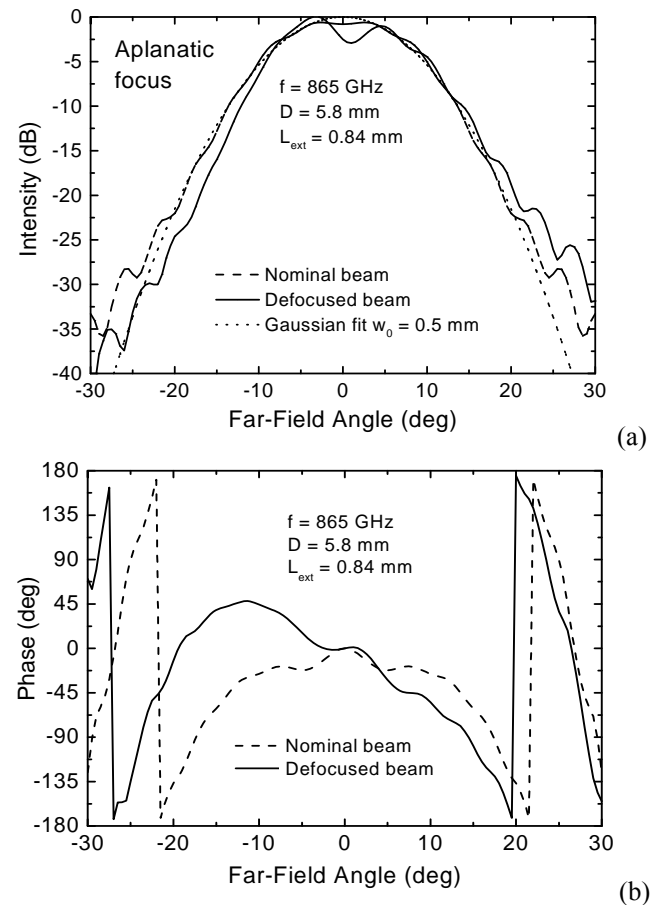 Aplanatic
focus
f = 865 GHz
D = 5.8 mm
L_ext = 0.84 mm
Nominal beam
Defocused beam
Gaussian fit w_0 = 0.5 mm
Intensity (dB)
0
-5
-10
-15
-20
-25
-30
-35
-40
-30 -20 -10 0 10 20 30
Far-Field Angle (deg)
(a)
f = 865 GHz
D = 5.8 mm
L_ext = 0.84 mm
Nominal beam
Defocused beam
Phase (deg)
180
135
90
45
0
-45
-90
-135
-180
-30 -20 -10 0 10 20 30
Far-Field Angle (deg)
(b)